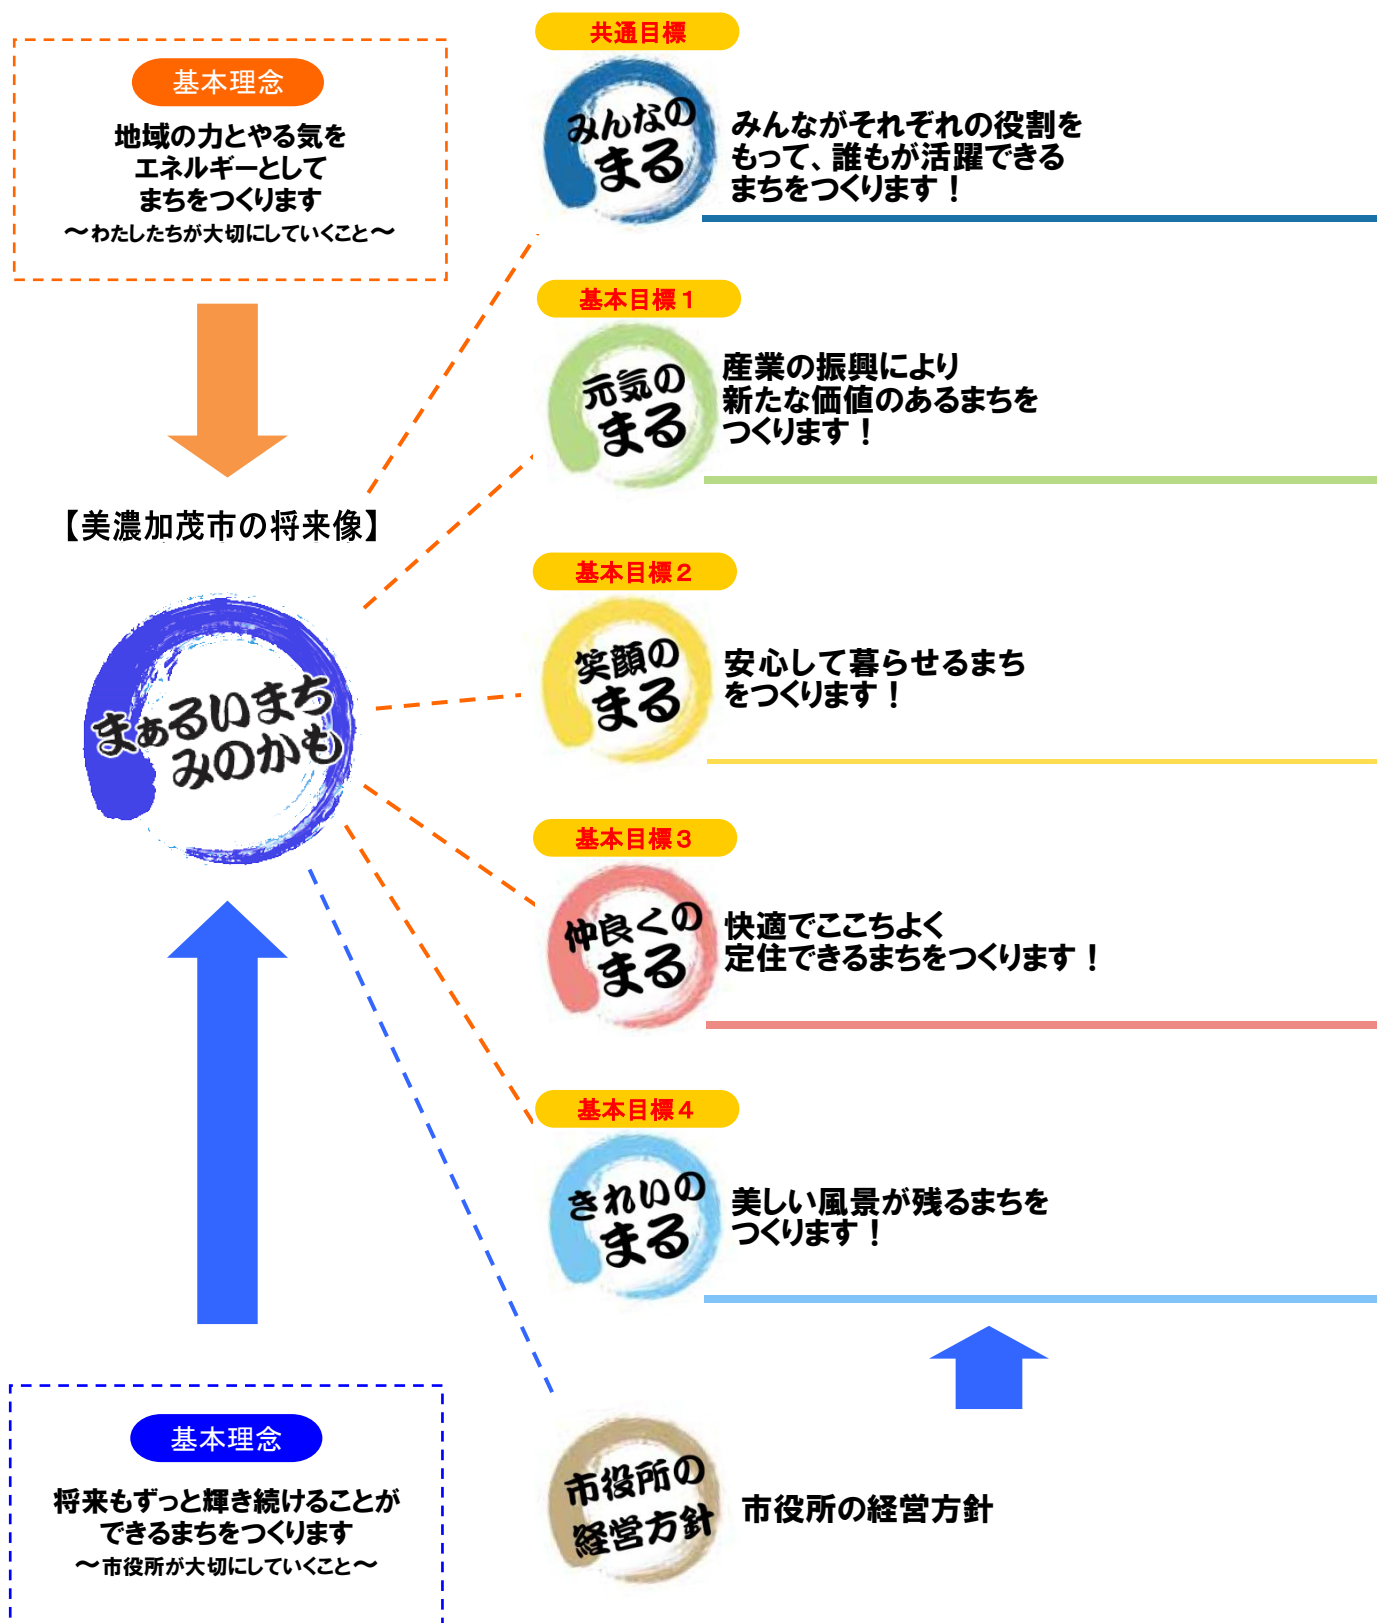 基本理念
地域の力とやる気を
エネルギーとして
まちをつくります
～わたしたちが大切にしていくこと～
【美濃加茂市の将来像】
まぁるいまち
みのかも
基本理念
将来もずっと輝き続けることが
できるまちをつくります
～市役所が大切にしていくこと～
共通目標
みんなの
まる
みんながそれぞれの役割を
もって、誰もが活躍できる
まちをつくります！
基本目標１
元気の
まる
産業の振興により
新たな価値のあるまちを
つくります！
基本目標２
笑顔の
まる
安心して暮らせるまち
をつくります！
基本目標３
仲良くの
まる
快適でここちよく
定住できるまちをつくります！
基本目標４
きれいの
まる
美しい風景が残るまちを
つくります！
市役所の
経営方針
市役所の経営方針